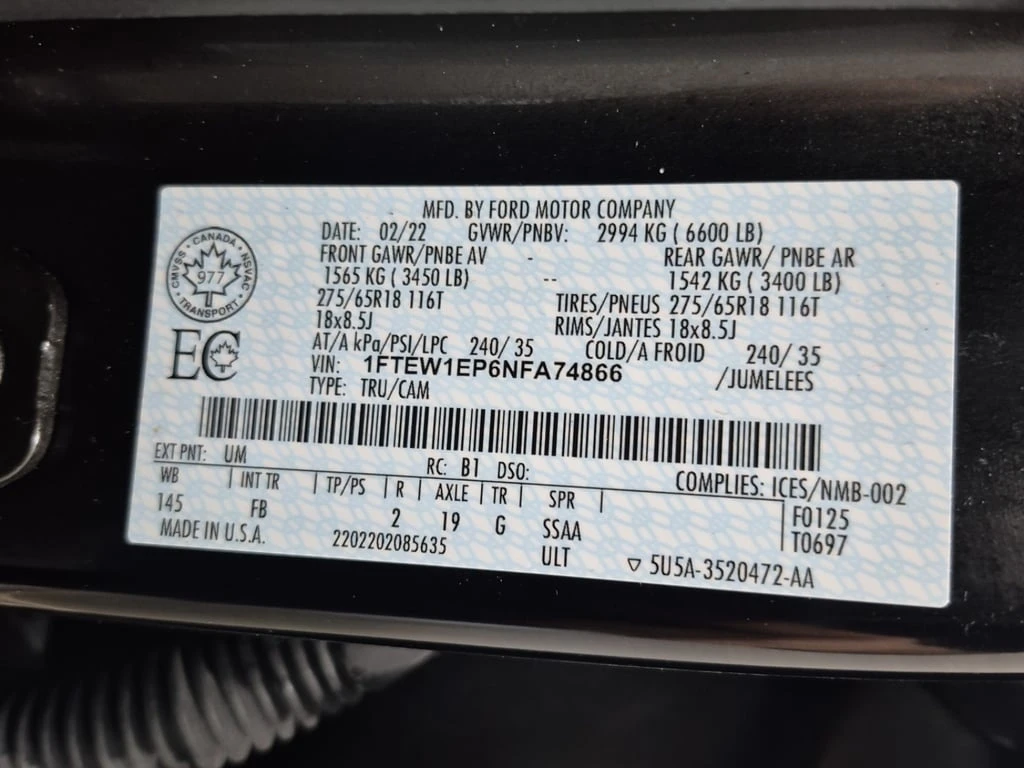 MFD. BY FORD MOTOR COMPANY
DATE: 02/22 GVWR/PNBV: 2994 KG ( 6600 LB)
FRONT GAWR/PNBE AV - REAR GAWR/ PNBE AR
1565 KG ( 3450 LB) -- 1542 KG ( 3400 LB)
275/65R18 116T TIRES/PNEUS 275/65R18 116T
18x8.5J RIMS/JANTES 18x8.5J
AT/A kPa/PSI/LPC 240/ 35 COLD/A FROID 240/ 35
VIN: 1FTEW1EP6NFA74866 /JUMELEES
TYPE: TRU/CAM
CANADA
CMVSS 977 NSVAC
TRANSPORT
EC
EXT PNT: UM RC: B1 DSO: COMPLIES: ICES/NMB-002
WB | INT TR | TP/PS | R | AXLE | TR | SPR |
145 FB 2 19 G SSAA F0125
MADE IN U.S.A. 2202202085635 ULT T0697
5U5A-3520472-AA